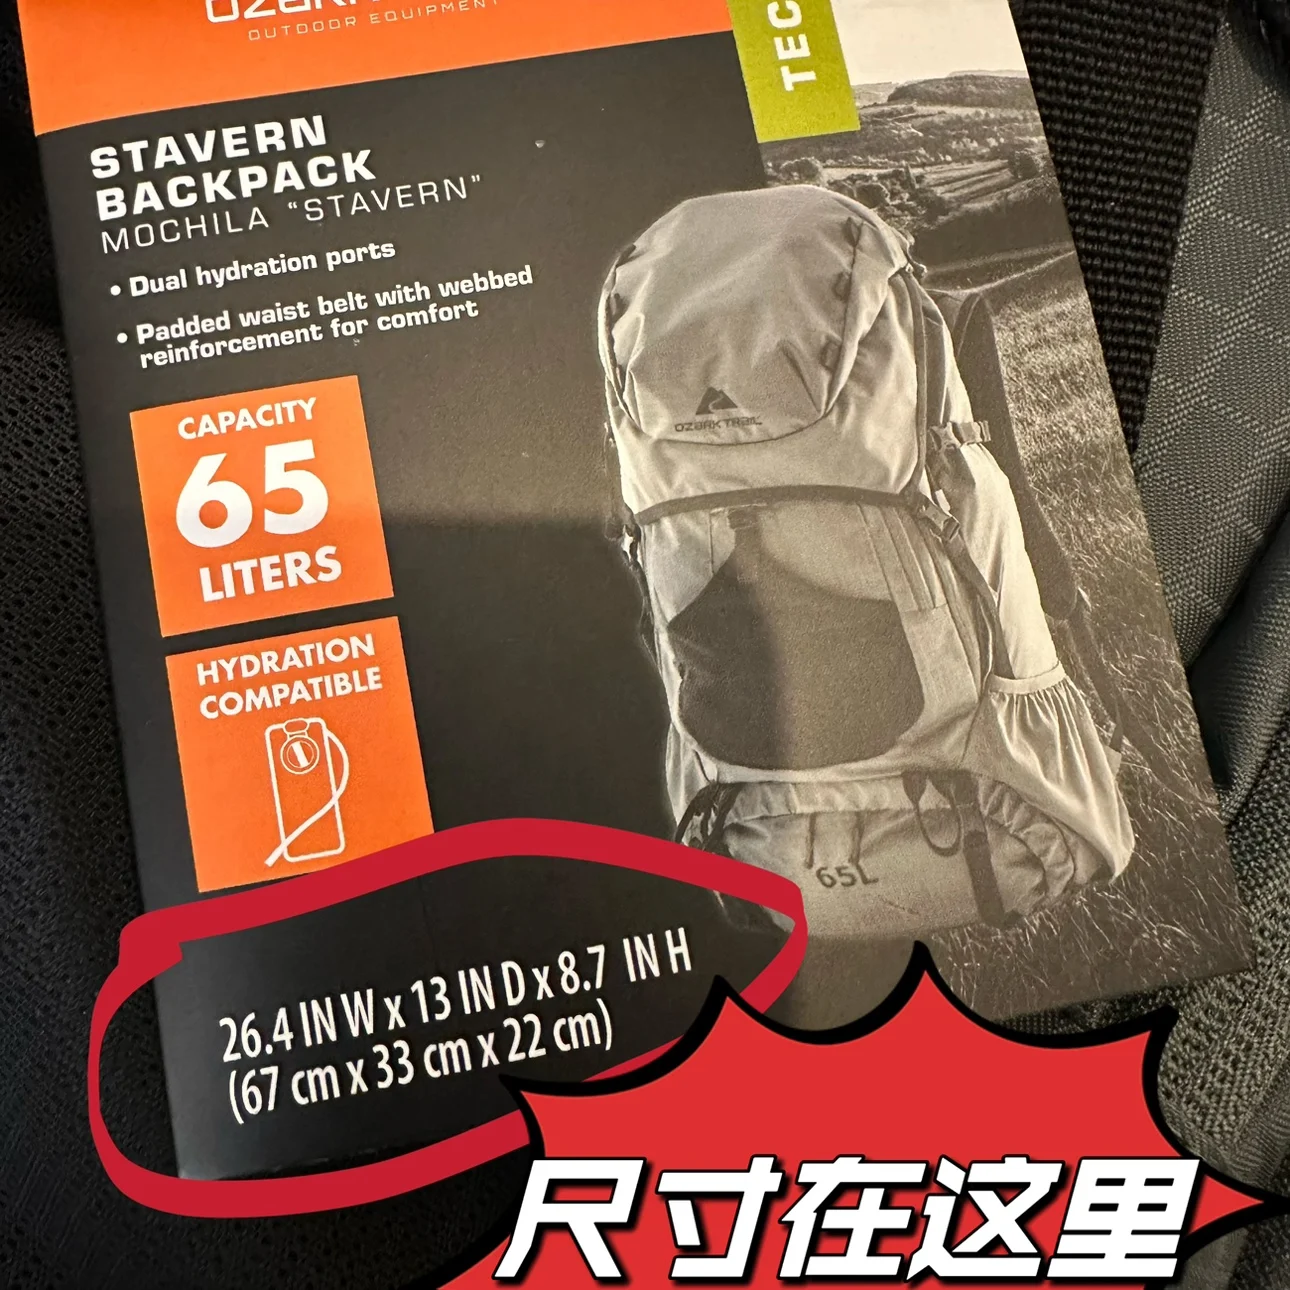 OUTDOOR EQUIPMENT
TEC
STAVERN
BACKPACK
MOCHILA “STAVERN”
• Dual hydration ports
• Padded waist belt with webbed
reinforcement for comfort
CAPACITY
65
LITERS
HYDRATION
COMPATIBLE
OZARK TRAIL
65L
26.4 IN W x 13 IN D x 8.7 IN H
(67 cm x 33 cm x 22 cm)
尺寸在这里